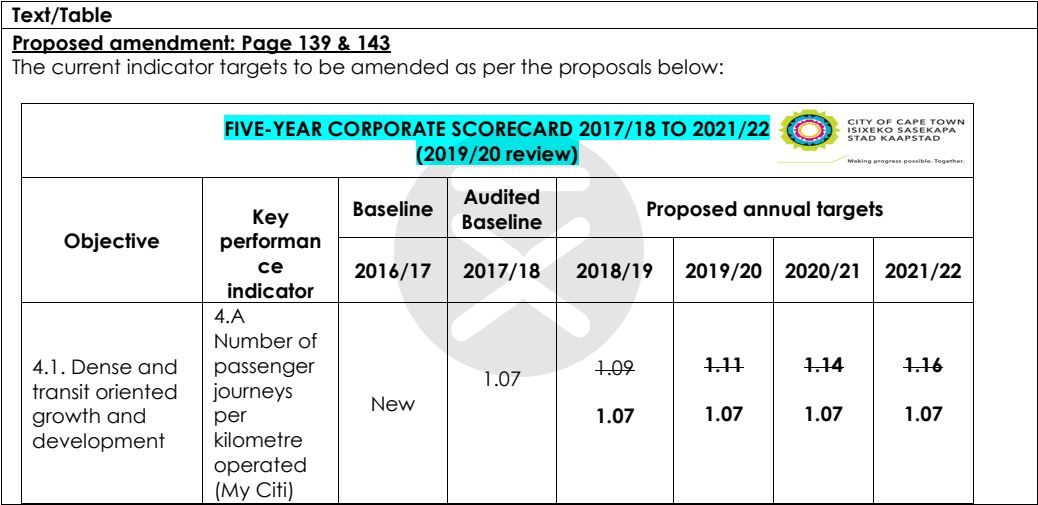 Text/Table
Proposed amendment: Page 139 & 143
The current indicator targets to be amended as per the proposals below:
FIVE-YEAR CORPORATE SCORECARD 2017/18 TO 2021/22
(2019/20 review)
CITY OF CAPE TOWN
ISIXEKO SASEKAPA
STAD KAAPSTAD
Making progress possible. Together.
Objective
Key
performan
ce
indicator
Baseline
Audited
Baseline
Proposed annual targets
2016/17
2017/18
2018/19
2019/20
2020/21
2021/22
4.1. Dense and
transit oriented
growth and
development
4.A
Number of
passenger
journeys
per
kilometre
operated
(My Citi)
New
1.07
1.09
1.11
1.14
1.16
1.07
1.07
1.07
1.07